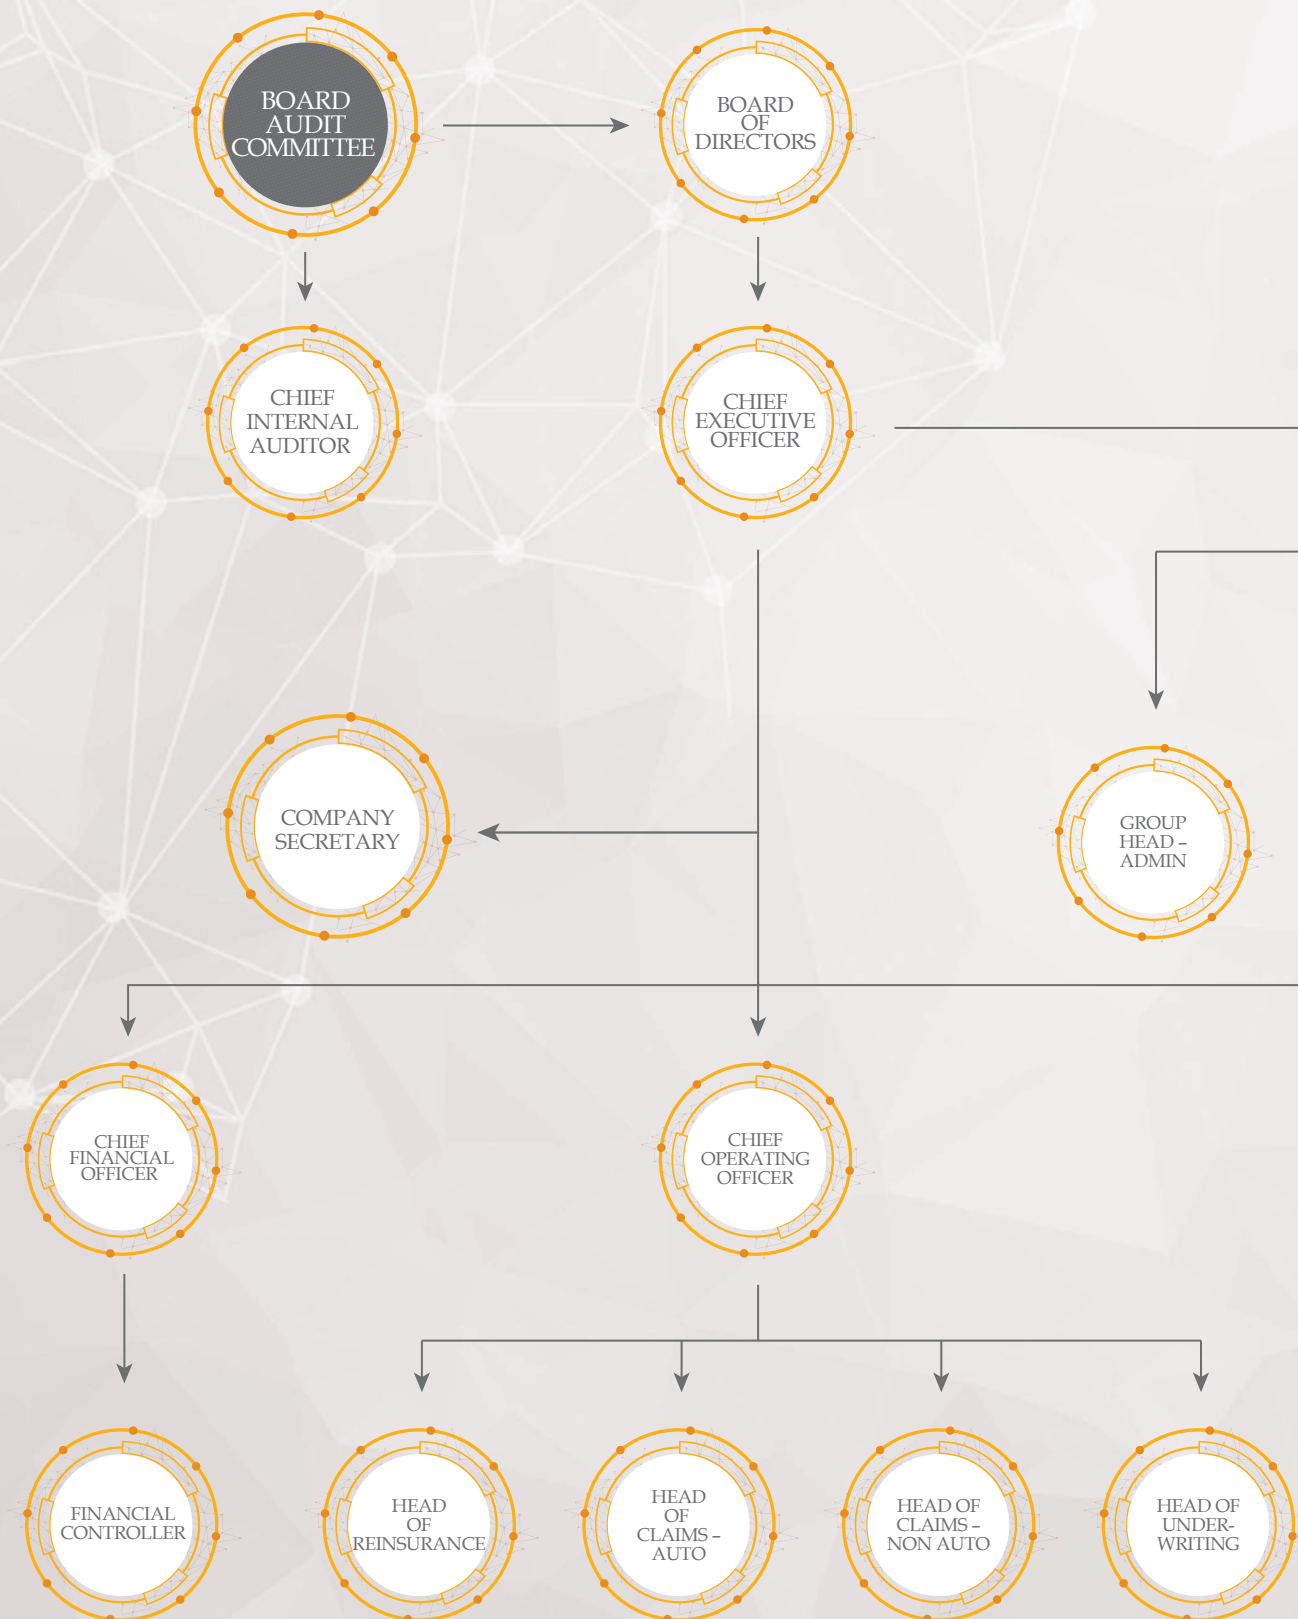 BOARD
AUDIT
COMMITTEE
BOARD
OF
DIRECTORS
CHIEF
INTERNAL
AUDITOR
CHIEF
EXECUTIVE
OFFICER
COMPANY
SECRETARY
GROUP
HEAD –
ADMIN
CHIEF
FINANCIAL
OFFICER
CHIEF
OPERATING
OFFICER
FINANCIAL
CONTROLLER
HEAD
OF
REINSURANCE
HEAD
OF
CLAIMS –
AUTO
HEAD OF
CLAIMS –
NON AUTO
HEAD OF
UNDER-
WRITING